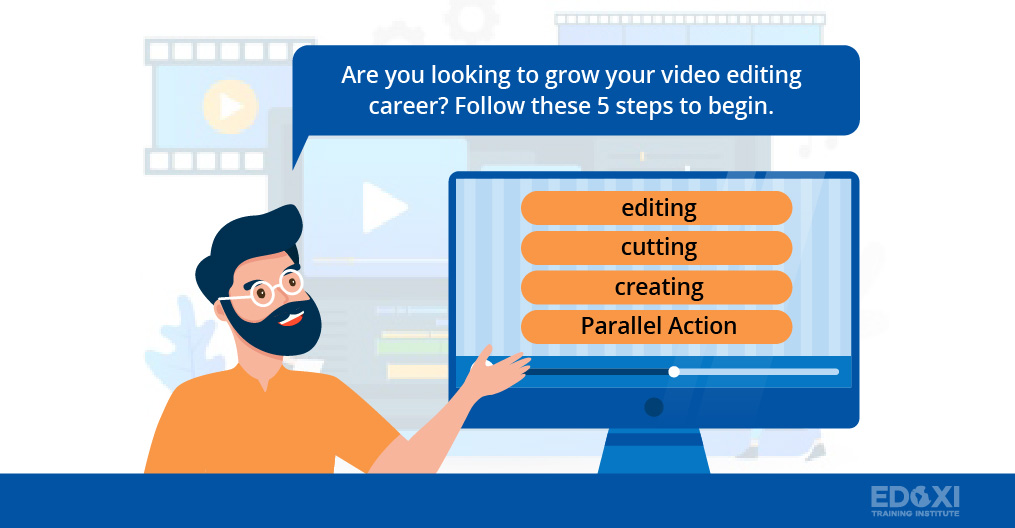 Are you looking to grow your video editing
career? Follow these 5 steps to begin.
editing
cutting
creating
Parallel Action
EDOXI
TRAINING INSTITUTE